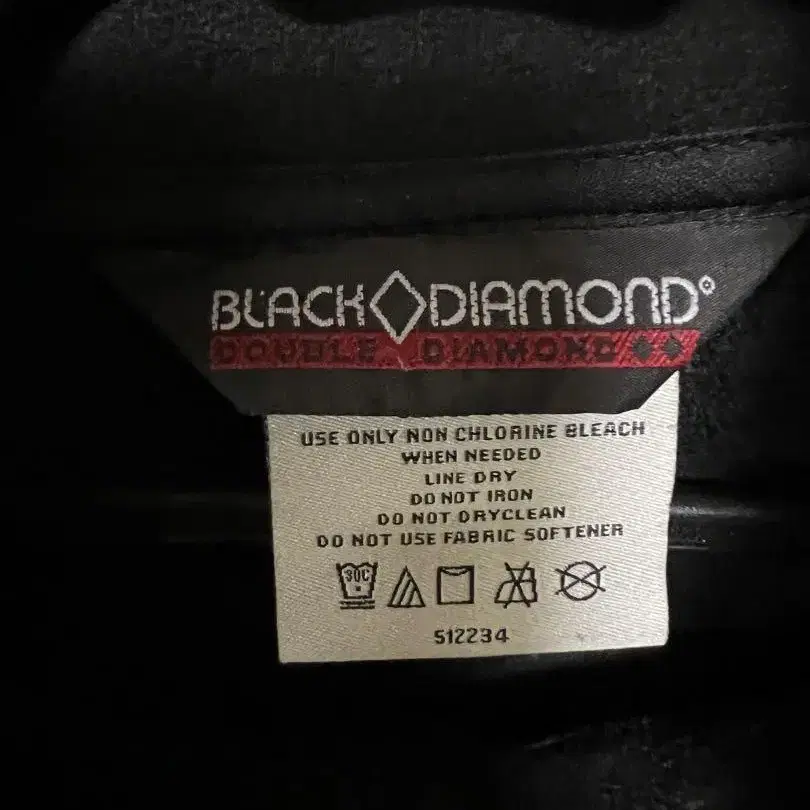 BLACK DIAMOND
DOUBLE DIAMOND
USE ONLY NON CHLORINE BLEACH
WHEN NEEDED
LINE DRY
DO NOT IRON
DO NOT DRYCLEAN
DO NOT USE FABRIC SOFTENER
30C
512234